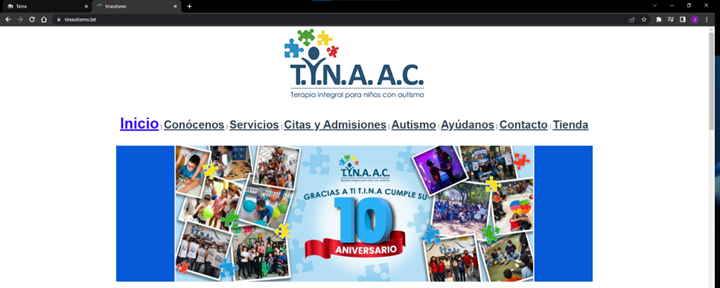 Tarea
tinautismo
tinautismo.lat
T.I.N.A. A.C.
Terapia integral para niños con autismo
Inicio | Conócenos | Servicios | Citas y Admisiones | Autismo | Ayúdanos | Contacto | Tienda
T.I.N.A. A.C.
GRACIAS A TI T.I.N.A CUMPLE SU
10
ANIVERSARIO